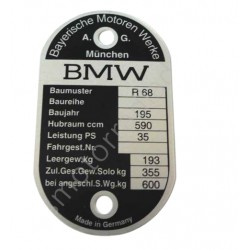 Bayerische Motoren Werke
A. G.
München
BMW
Baumuster R 68
Baureihe
Baujahr 195
Hubraum ccm 590
Leistung PS 35
Fahrgest.Nr.
Leergew.kg 193
Zul.Ges.Gew.Solo kg 355
bei angeschl.S.Wg.kg 600
Made in Germany